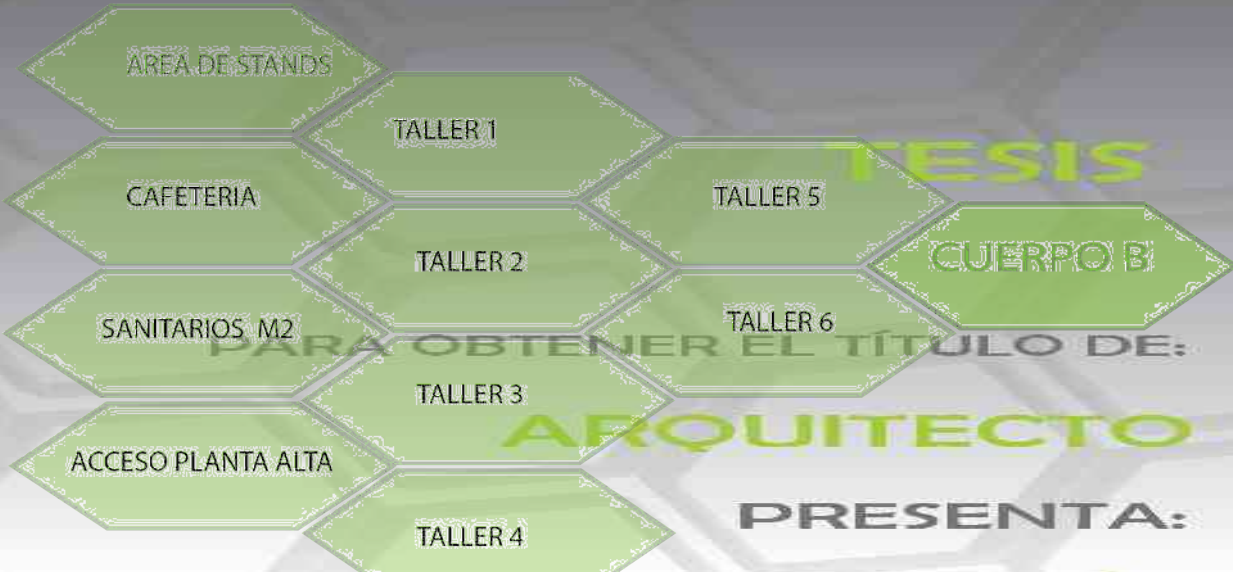 AREA DE STANDS
TALLER 1
TESIS
CAFETERIA
TALLER 5
CUERPO B
TALLER 2
SANITARIOS M2
TALLER 6
PARA OBTENER EL TÍTULO DE:
TALLER 3
ARQUITECTO
ACCESO PLANTA ALTA
PRESENTA:
TALLER 4